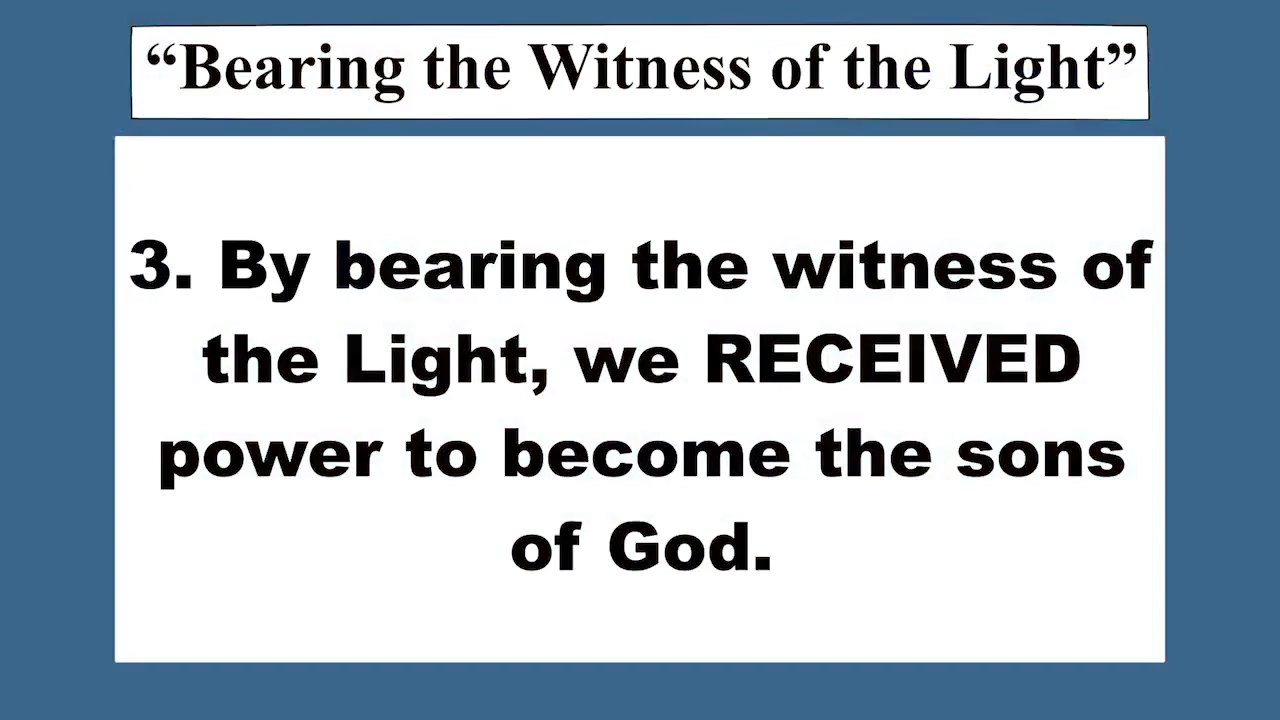 “Bearing the Witness of the Light”
3. By bearing the witness of
the Light, we RECEIVED
power to become the sons
of God.